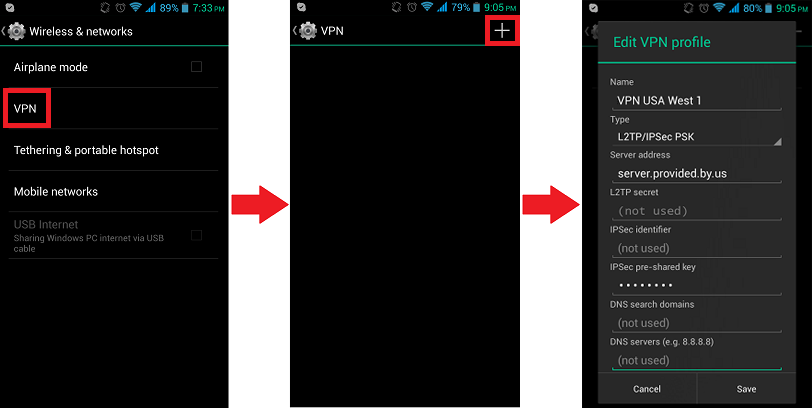 89% 7:33 PM
Wireless & networks
Airplane mode
VPN
Tethering & portable hotspot
Mobile networks
USB Internet
Sharing Windows PC internet via USB
cable
79% 9:05 PM
VPN
80% 9:05 PM
Edit VPN profile
Name
VPN USA West 1
Type
L2TP/IPSec PSK
Server address
server.provided.by.us
L2TP secret
(not used)
IPSec identifier
(not used)
IPSec pre-shared key
••••••••
DNS search domains
(not used)
DNS servers (e.g. 8.8.8.8)
(not used)
Cancel Save